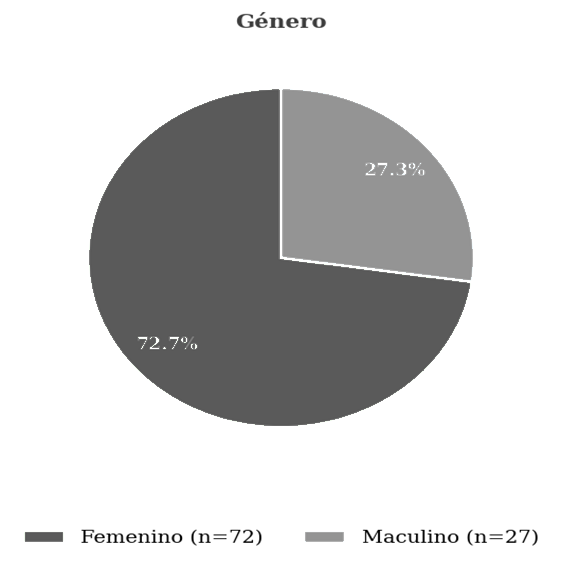 Género
27.3%
72.7%
Femenino (n=72) Maculino (n=27)